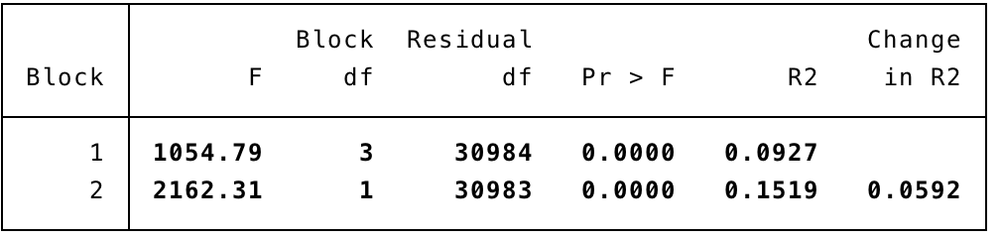 Block Residual Change
Block F df df Pr > F R2 in R2
1 1054.79 3 30984 0.0000 0.0927
2 2162.31 1 30983 0.0000 0.1519 0.0592